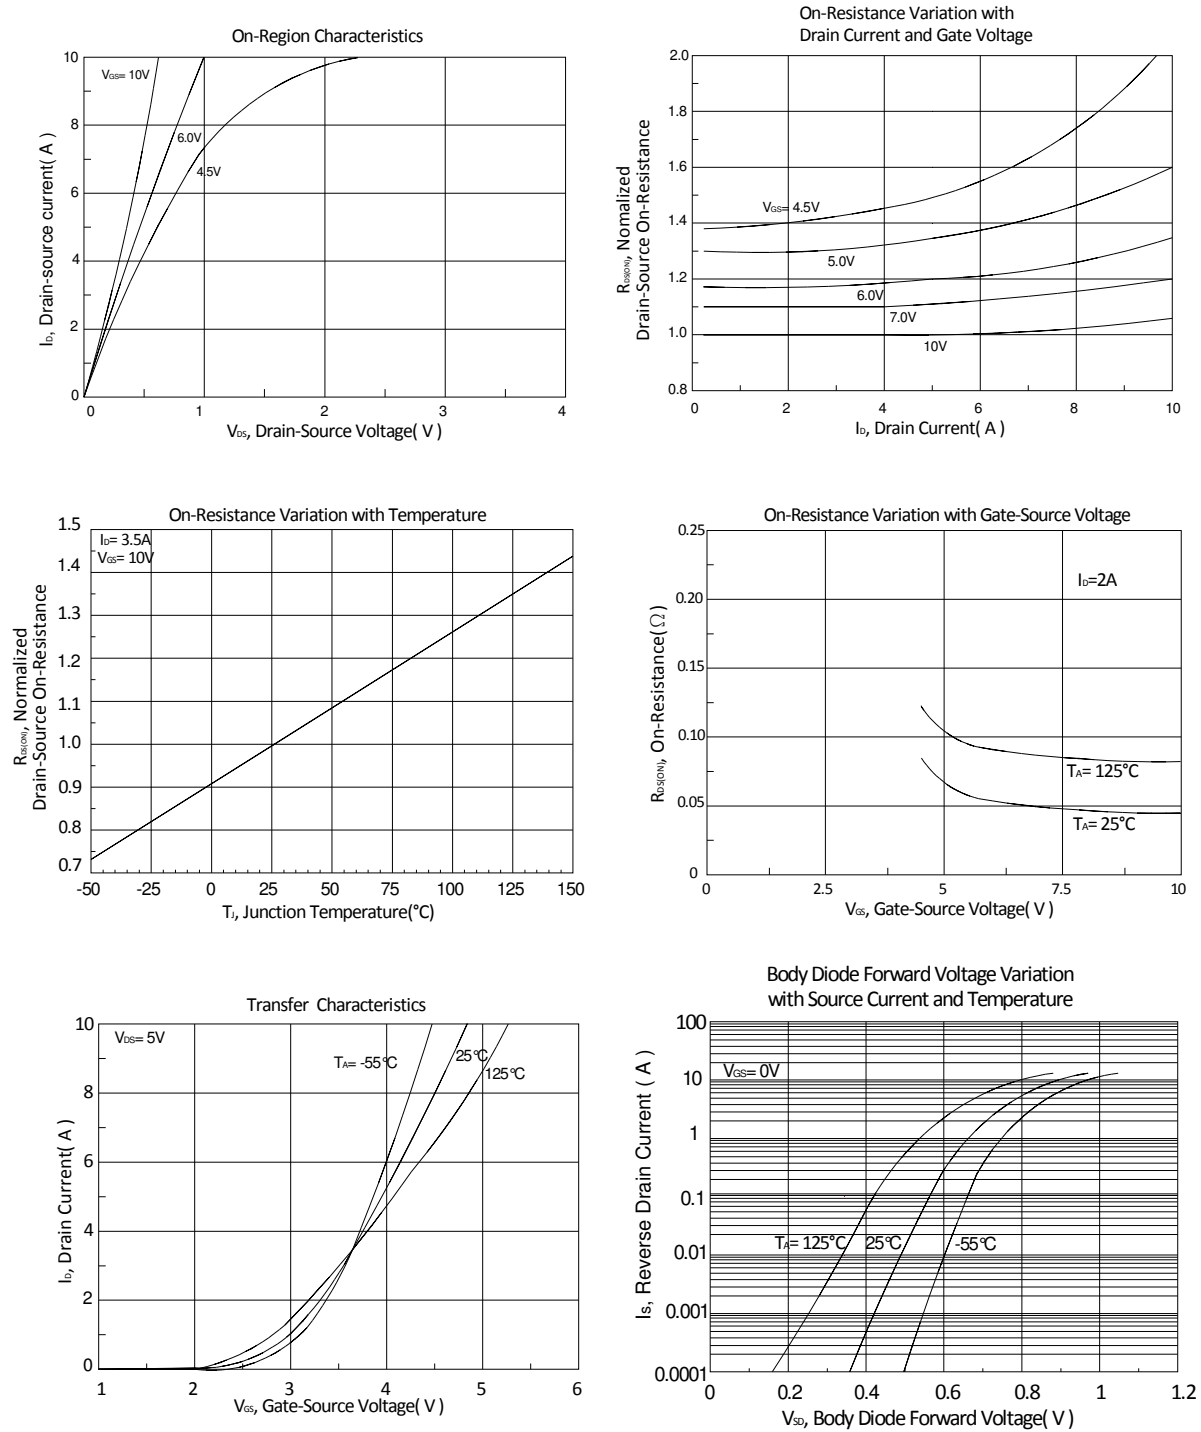 On-Region Characteristics
VGS= 10V
6.0V
4.5V
10
8
6
4
2
0
0 1 2 3 4
ID, Drain-source current( A )
VDS, Drain-Source Voltage( V )
On-Resistance Variation with
Drain Current and Gate Voltage
VGS= 4.5V
5.0V
6.0V
7.0V
10V
2.0
1.8
1.6
1.4
1.2
1.0
0.8
2 4 6 8 10
RDS(ON), Nomalized
Drain-Source On-Resistance
ID, Drain Current( A )
On-Resistance Variation with Temperature
ID= 3.5A
VGS= 10V
1.5
1.4
1.3
1.2
1.1
1.0
0.9
0.8
0.7
-50 -25 0 25 50 75 100 125 150
RDS(ON), Normalized
Drain-Source On-Resistance
TJ, Junction Temperature(°C)
On-Resistance Variation with Gate-Source Voltage
ID=2A
TA= 125°C
TA= 25°C
0.25
0.20
0.15
0.10
0.05
0
0 2.5 5 7.5 10
RDS(ON), On-Resistance(Ω)
VGS, Gate-Source Voltage( V )
Transfer Characteristics
VDS= 5V
TA= -55°C
25°C
125°C
10
8
6
4
2
0
1 2 3 4 5 6
ID, Drain Current( A )
VGS, Gate-Source Voltage( V )
Body Diode Forward Voltage Variation
with Source Current and Temperature
VGS= 0V
TA= 125°C 25°C -55°C
100
10
1
0.1
0.01
0.001
0.0001
0 0.2 0.4 0.6 0.8 1 1.2
IS, Reverse Drain Current ( A )
VSD, Body Diode Forward Voltage( V )